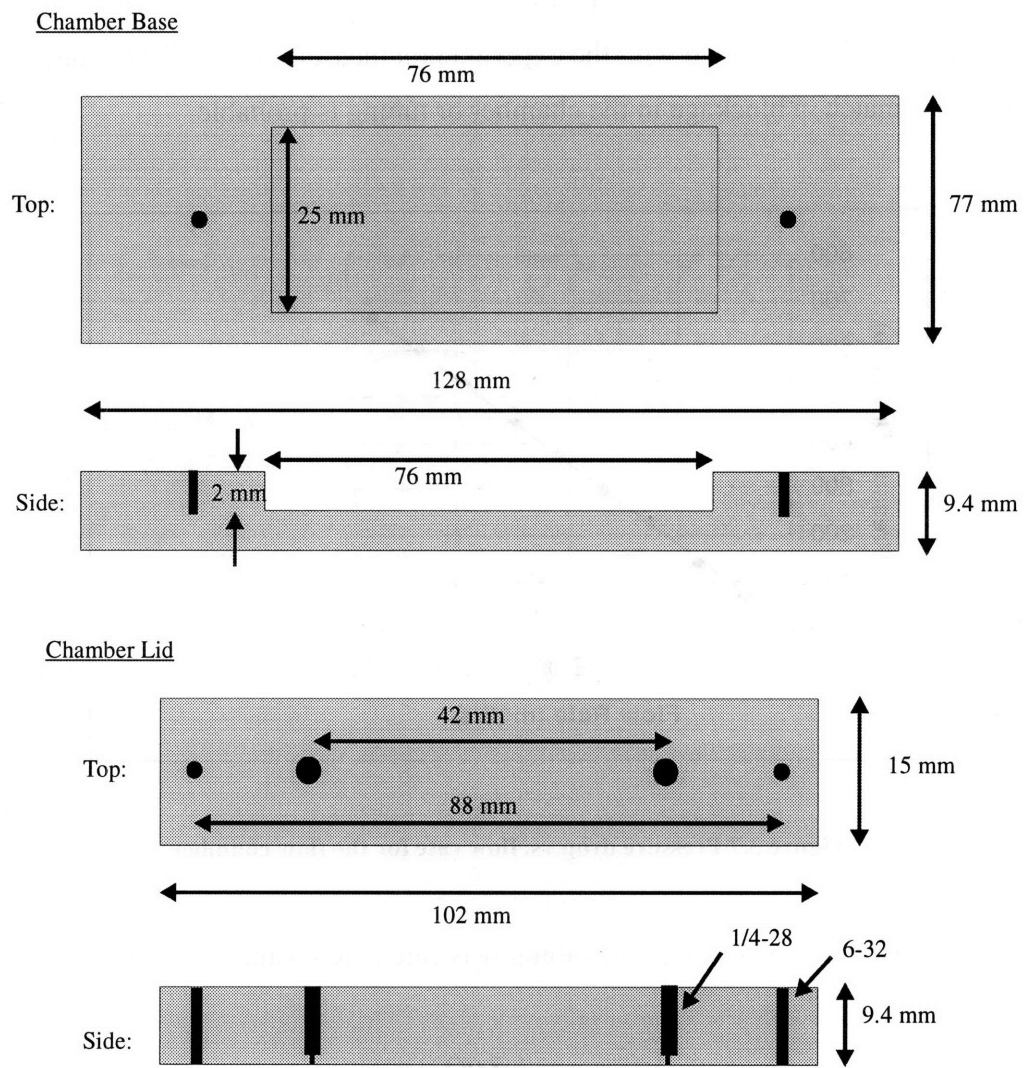 Chamber Base
76 mm
Top:
25 mm
77 mm
128 mm
76 mm
Side:
2 mm
9.4 mm
Chamber Lid
42 mm
Top:
15 mm
88 mm
102 mm
1/4-28
6-32
9.4 mm
Side: